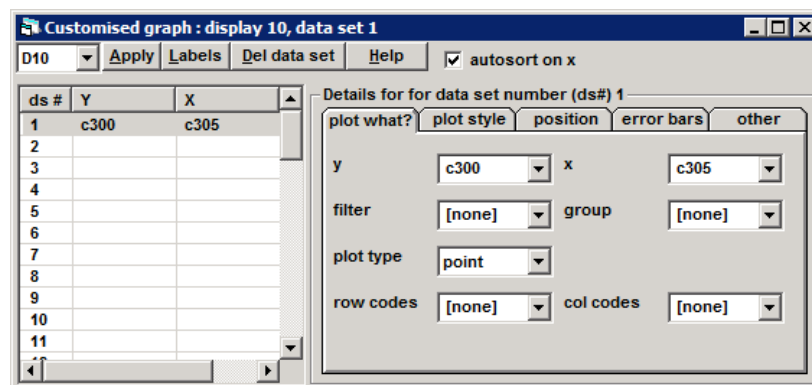 Customised graph : display 10, data set 1
D10 Apply Labels Del data set Help autosort on x
ds # Y X
1 c300 c305
2
3
4
5
6
7
8
9
10
11
Details for for data set number (ds#) 1
plot what? plot style position error bars other
y c300 x c305
filter [none] group [none]
plot type point
row codes [none] col codes [none]